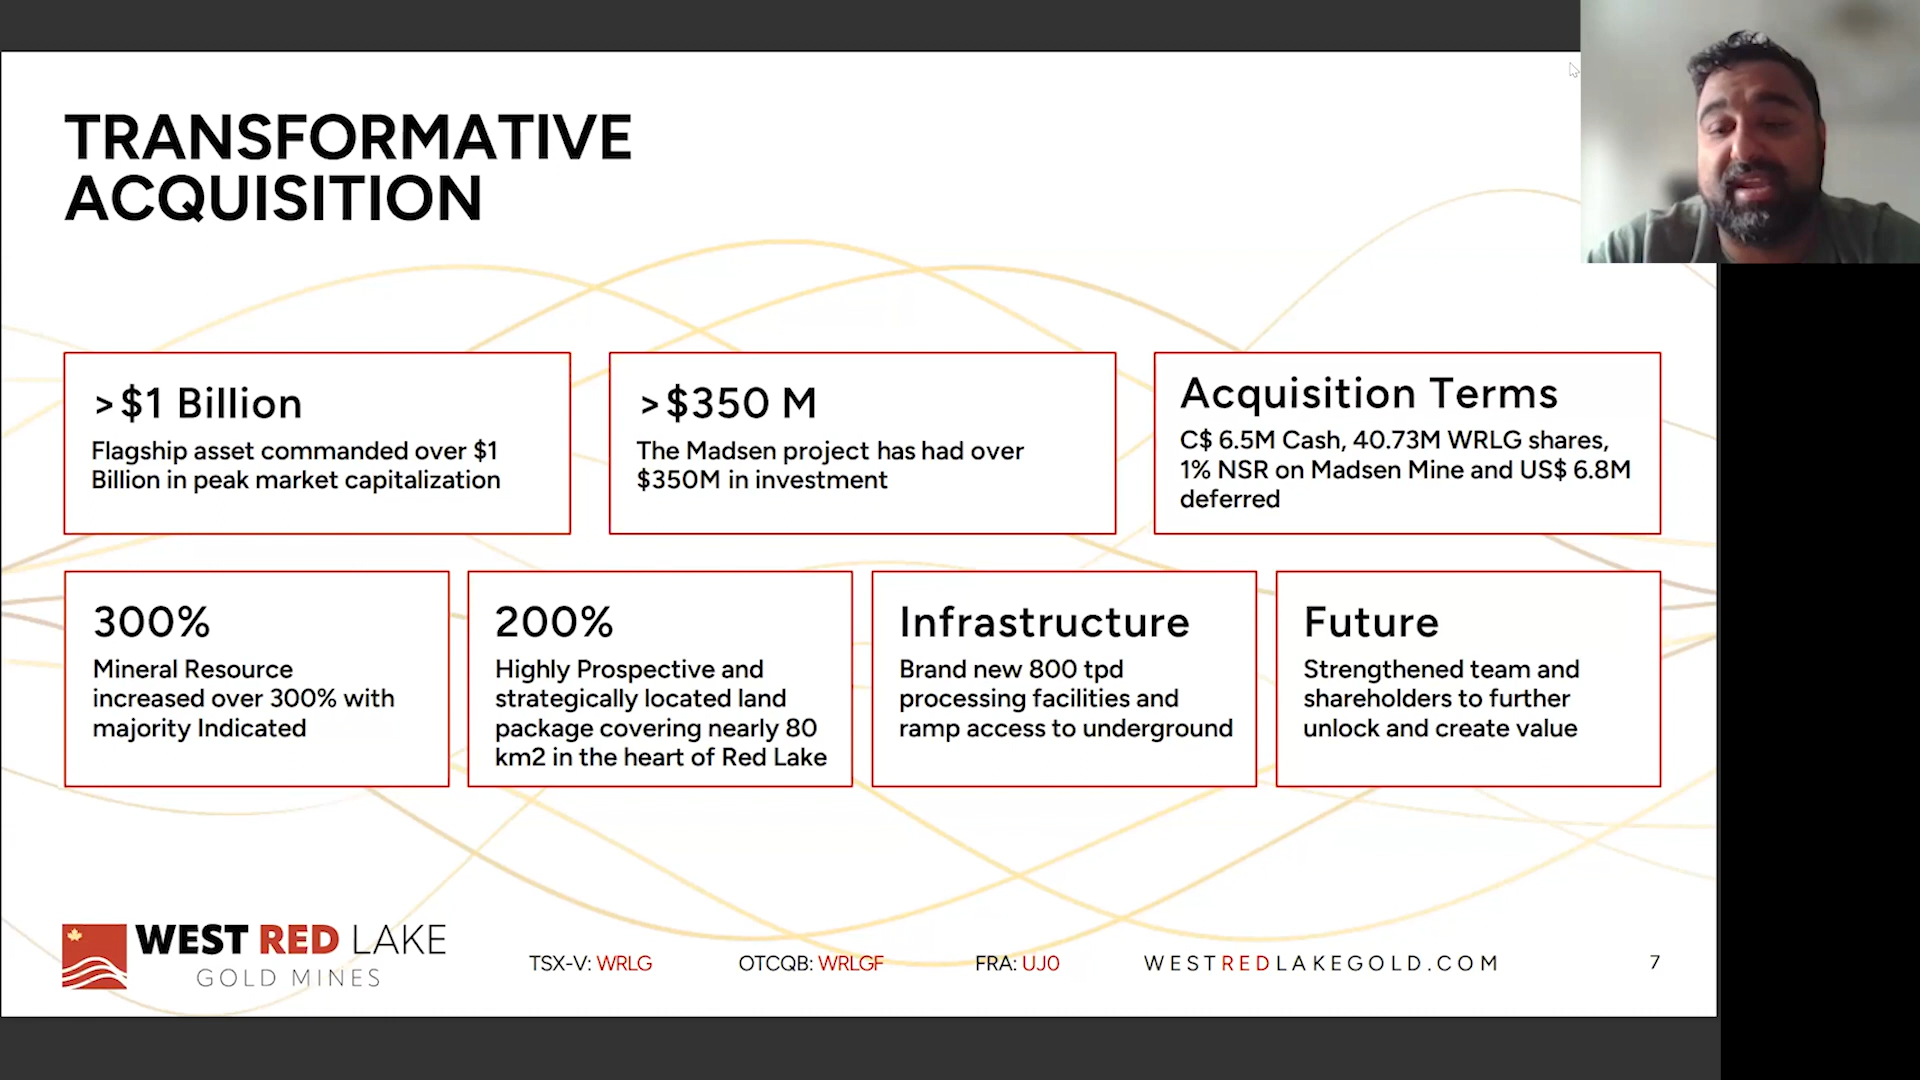 TRANSFORMATIVE
ACQUISITION
>$1 Billion
Flagship asset commanded over $1
Billion in peak market capitalization
>$350 M
The Madsen project has had over
$350M in investment
Acquisition Terms
C$ 6.5M Cash, 40.73M WRLG shares,
1% NSR on Madsen Mine and US$ 6.8M
deferred
300%
Mineral Resource
increased over 300% with
majority Indicated
200%
Highly Prospective and
strategically located land
package covering nearly 80
km2 in the heart of Red Lake
Infrastructure
Brand new 800 tpd
processing facilities and
ramp access to underground
Future
Strengthened team and
shareholders to further
unlock and create value
WEST RED LAKE
GOLD MINES
TSX-V: WRLG
OTCQB: WRLGF
FRA: UJ0
WESTREDLAKEGOLD.COM
7